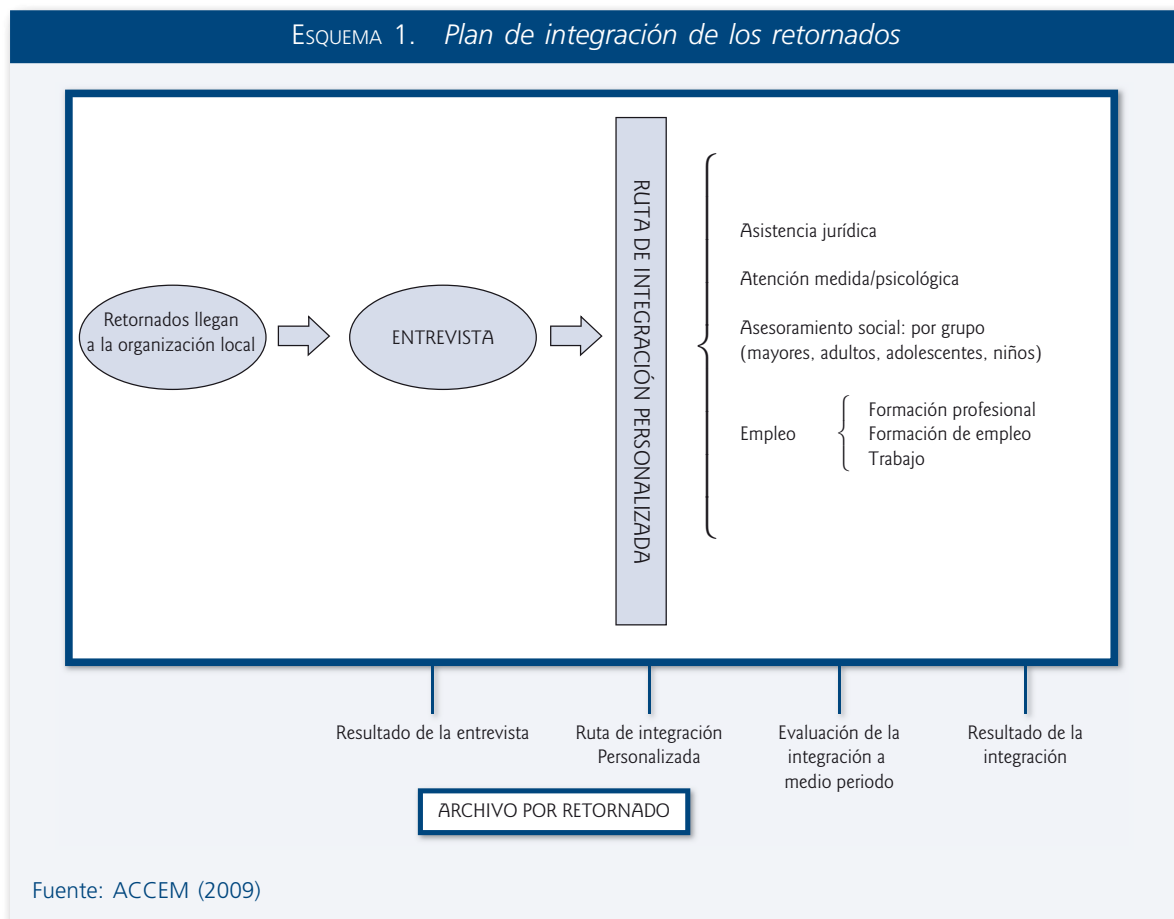 ESQUEMA 1. Plan de integración de los retornados
Retornados llegan
a la organización local
ENTREVISTA
RUTA DE INTEGRACIÓN PERSONALIZADA
Asistencia jurídica
Atención medida/psicológica
Asesoramiento social: por grupo
(mayores, adultos, adolescentes, niños)
Empleo
Formación profesional
Formación de empleo
Trabajo
Resultado de la entrevista
Ruta de integración
Personalizada
Evaluación de la
integración a
medio periodo
Resultado de la
integración
ARCHIVO POR RETORNADO
Fuente: ACCEM (2009)